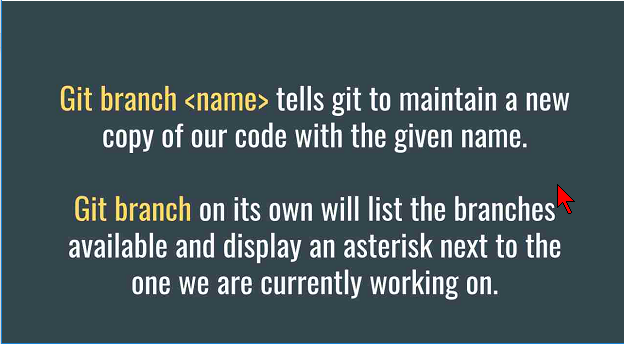 Git branch <name> tells git to maintain a new
copy of our code with the given name.
Git branch on its own will list the branches
available and display an asterisk next to the
one we are currently working on.